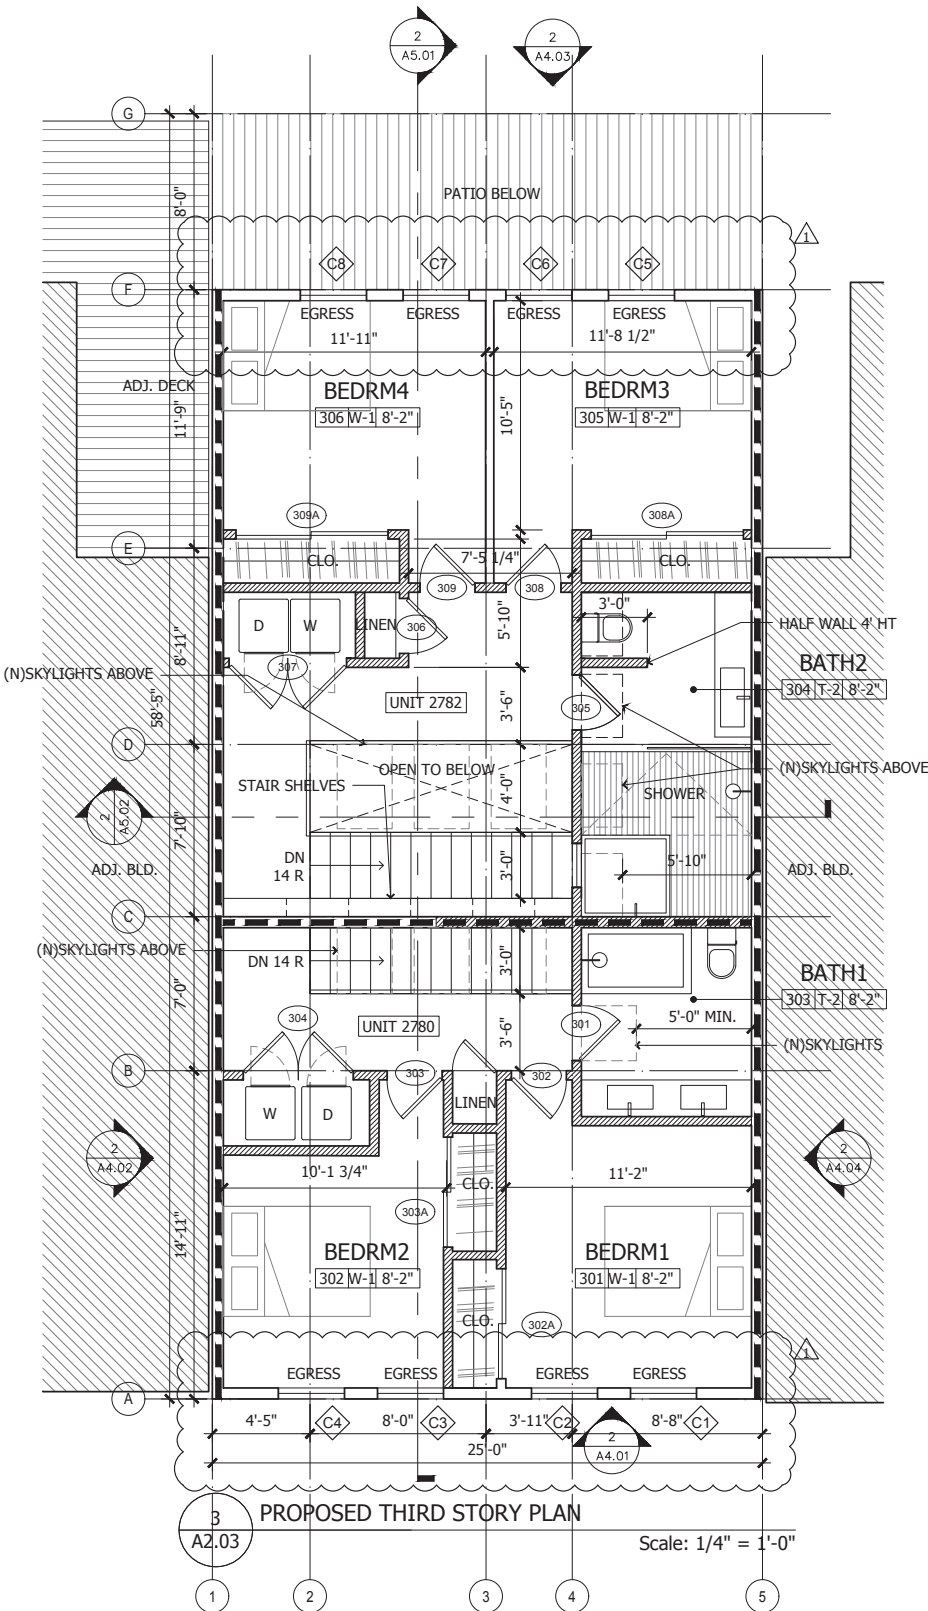 2
A5.01
2
A4.03
G
8'-0"
PATIO BELOW
1
C8
C7
C6
C5
F
EGRESS
EGRESS
EGRESS
EGRESS
11'-11"
11'-8 1/2"
ADJ. DECK
11'-9"
BEDRM4
306 W-1 8'-2"
10'-5"
BEDRM3
305 W-1 8'-2"
309A
308A
E
CLO.
7'-5 1/4"
CLO.
309
308
3'-0"
D
W
LINEN
306
5'-10"
HALF WALL 4' HT
8'-11"
307
BATH2
304 T-2 8'-2"
(N)SKYLIGHTS ABOVE
58'-5"
UNIT 2782
3'-6"
305
D
OPEN TO BELOW
(N)SKYLIGHTS ABOVE
STAIR SHELVES
4'-0"
SHOWER
2
A5.02
7'-10"
ADJ. BLD.
DN
14 R
3'-0"
5'-10"
ADJ. BLD.
C
(N)SKYLIGHTS ABOVE
DN 14 R
3'-0"
BATH1
303 T-2 8'-2"
7'-0"
304
UNIT 2780
3'-6"
301
5'-0" MIN.
(N)SKYLIGHTS
B
303
302
W
D
LINEN
2
A4.02
2
A4.04
10'-1 3/4"
CLO.
11'-2"
303A
14'-11"
BEDRM2
302 W-1 8'-2"
BEDRM1
301 W-1 8'-2"
CLO.
302A
1
EGRESS
EGRESS
EGRESS
EGRESS
A
4'-5"
C4
8'-0"
C3
3'-11"
C2
8'-8"
C1
25'-0"
2
A4.01
3
A2.03
PROPOSED THIRD STORY PLAN
Scale: 1/4" = 1'-0"
1
2
3
4
5